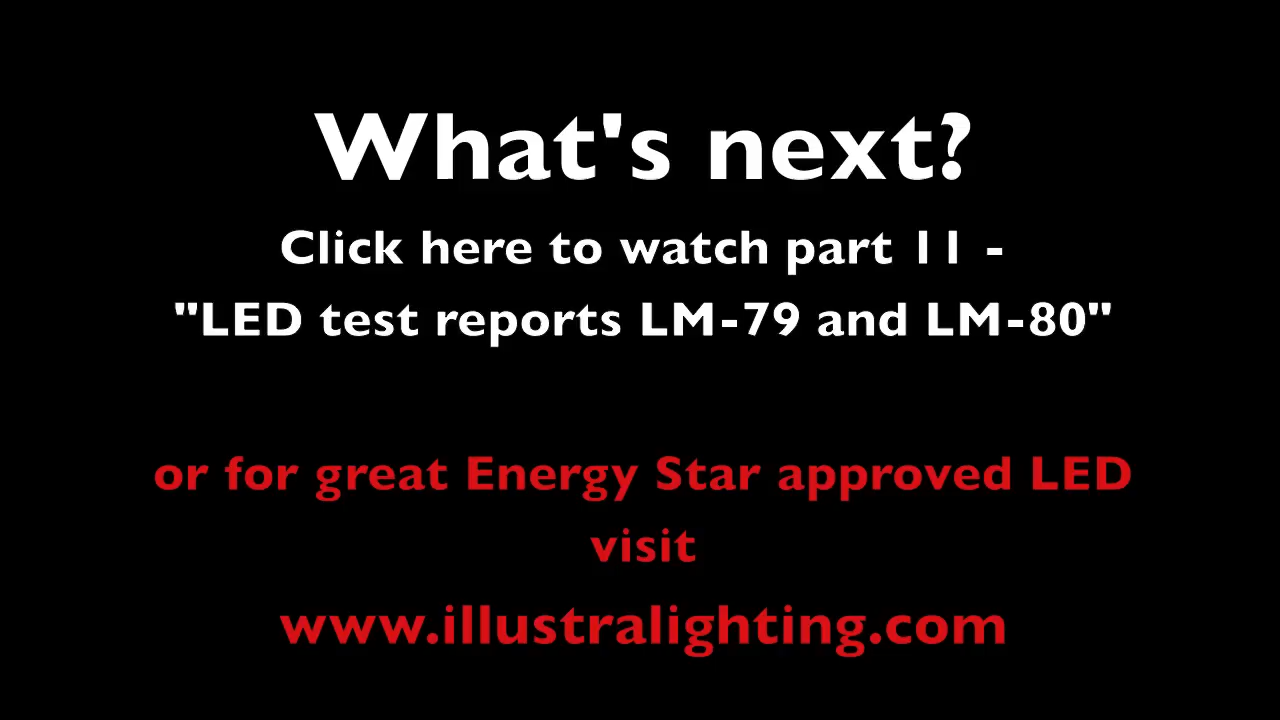 What's next?
Click here to watch part 11 -
"LED test reports LM-79 and LM-80"
or for great Energy Star approved LED
visit
www.illustralighting.com